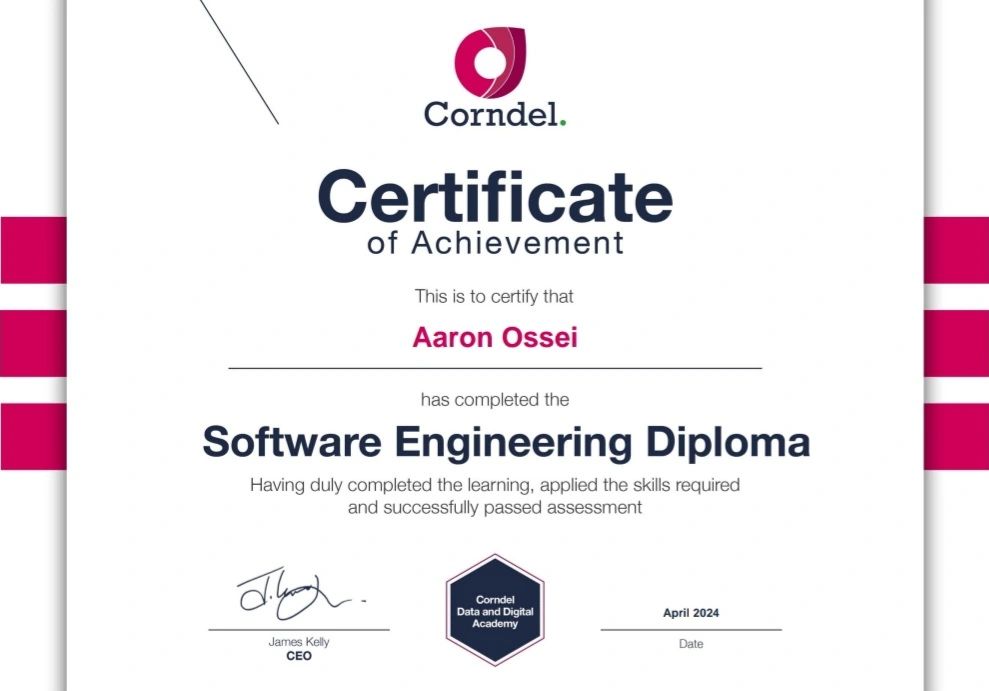 Corndel.
Certificate
of Achievement
This is to certify that
Aaron Ossei
has completed the
Software Engineering Diploma
Having duly completed the learning, applied the skills required
and successfully passed assessment
James Kelly
CEO
Corndel
Data and Digital
Academy
April 2024
Date